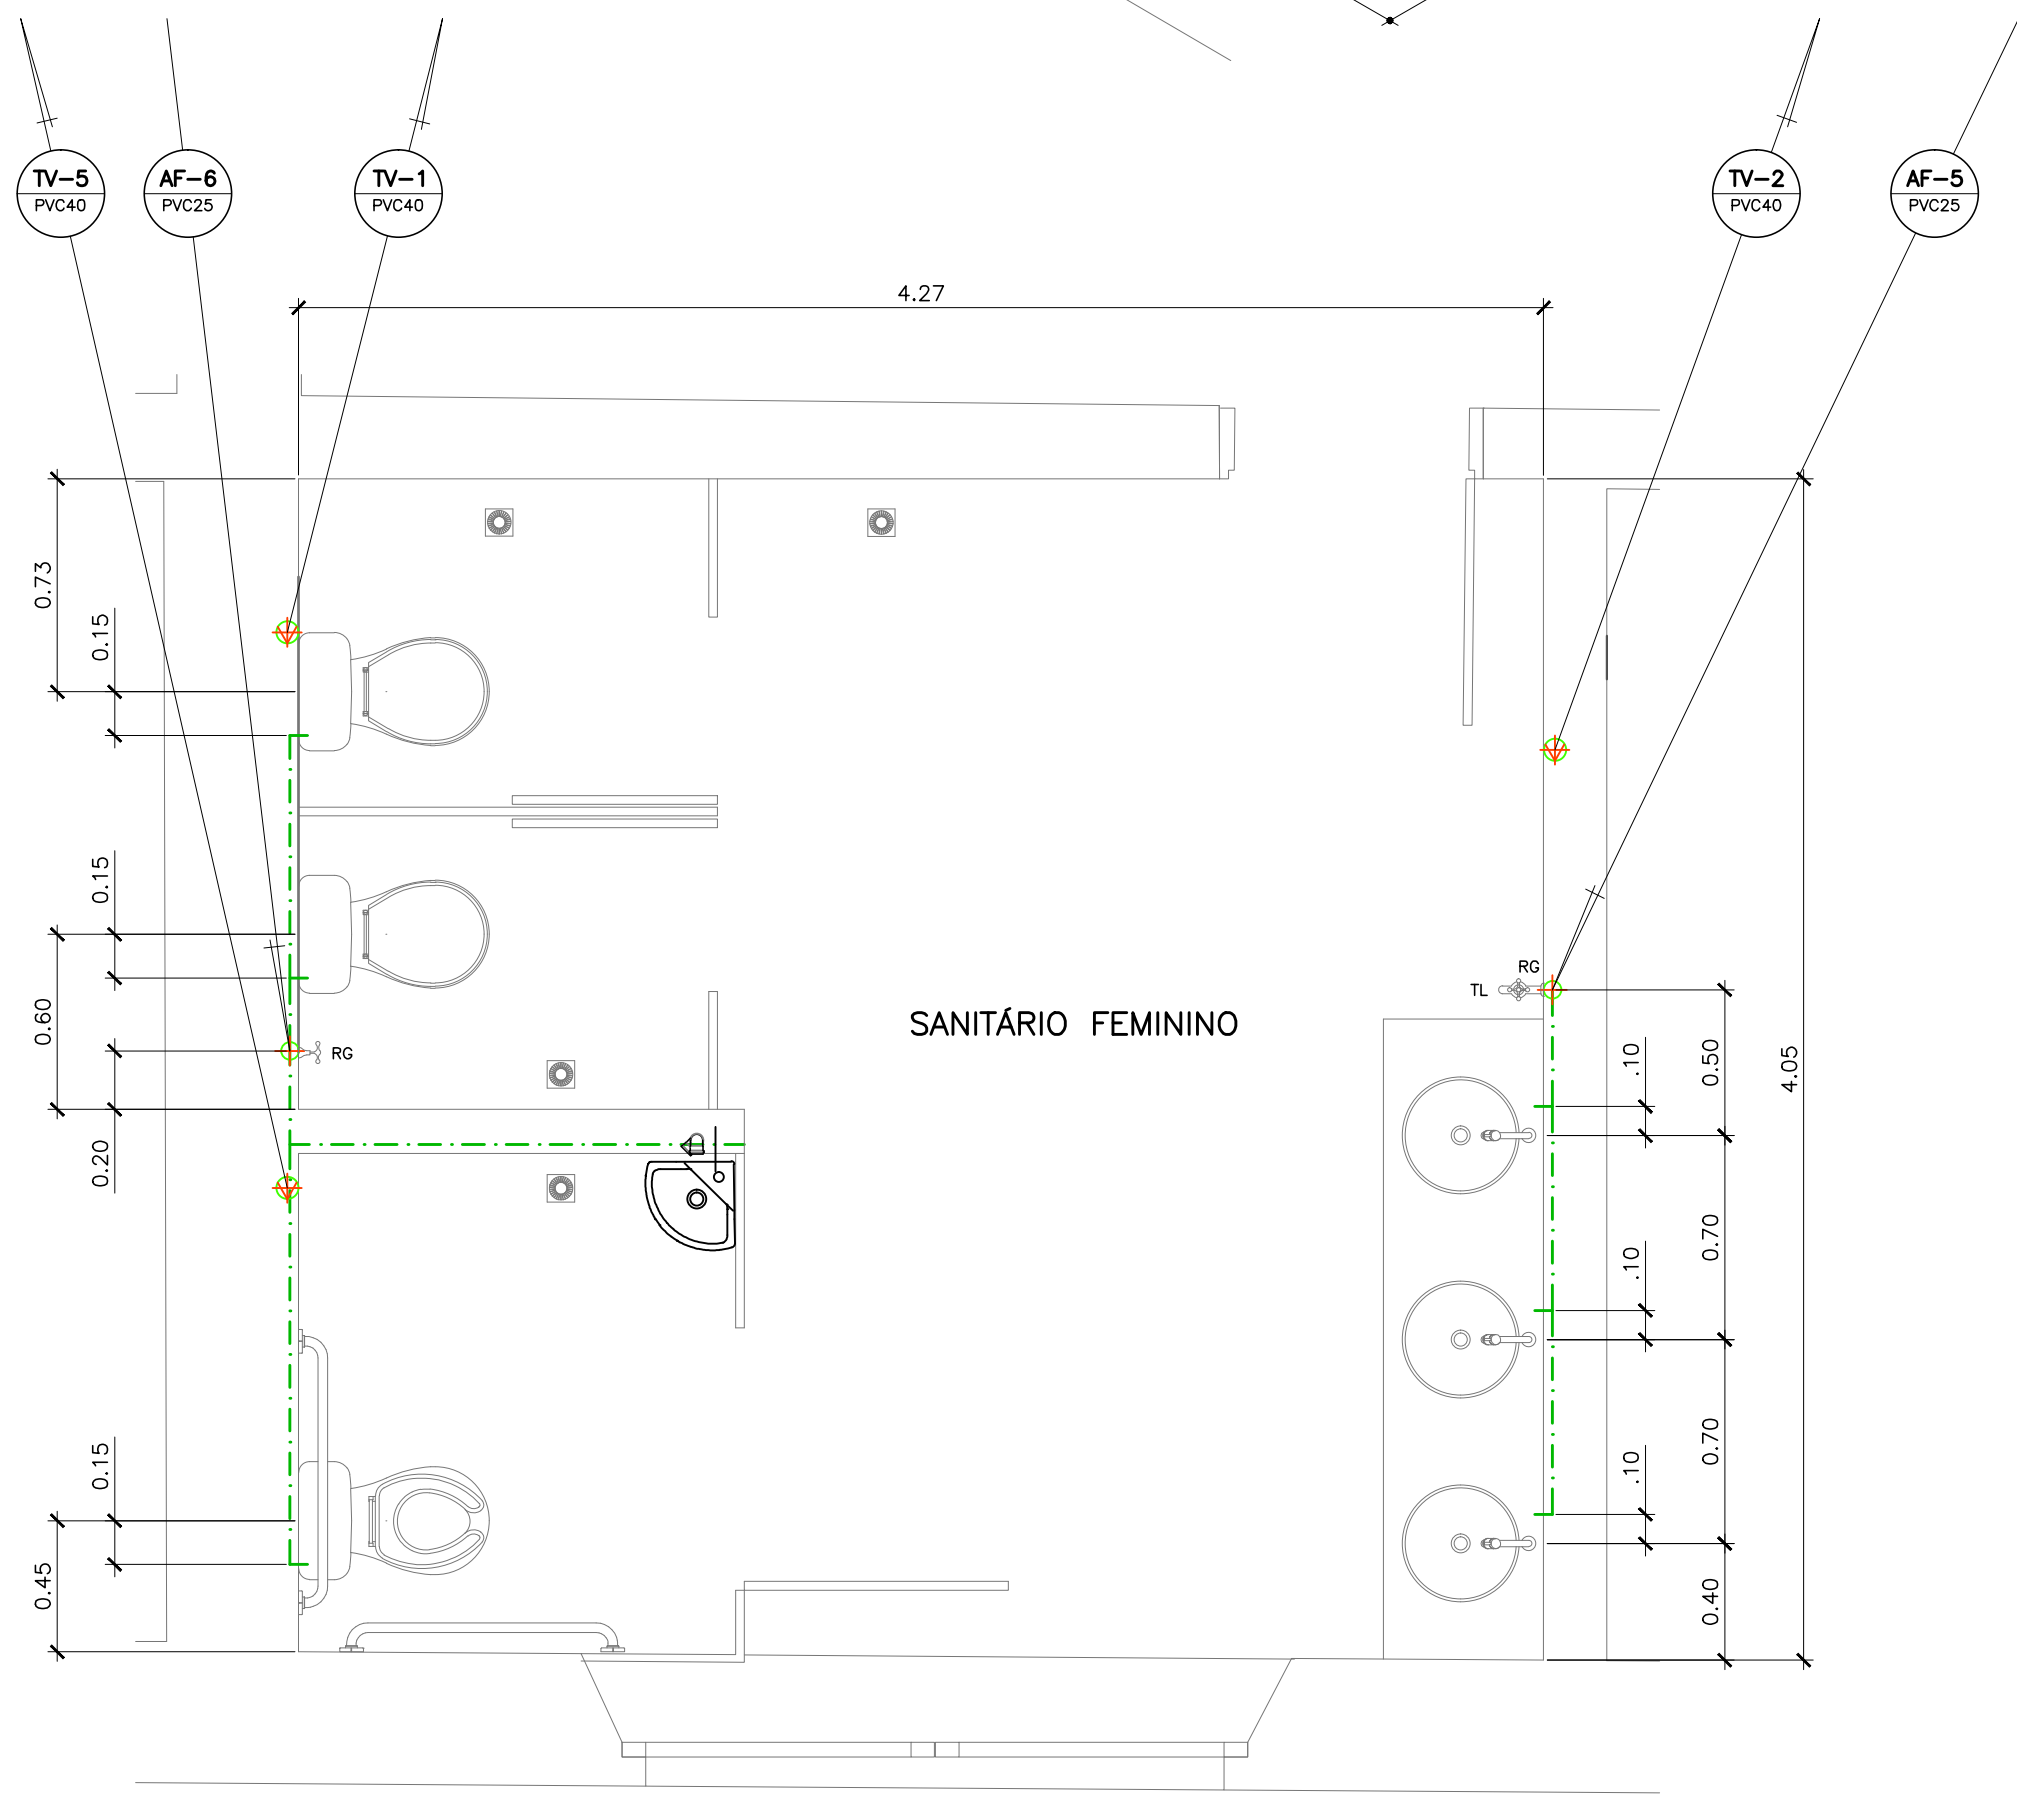 TV-5
PVC40
AF-6
PVC25
TV-1
PVC40
TV-2
PVC40
AF-5
PVC25
4.27
0.73
0.15
0.15
0.60
0.20
0.15
0.45
RG
SANITÁRIO FEMININO
RG
TL
.10
0.50
4.05
.10
0.70
.10
0.70
0.40